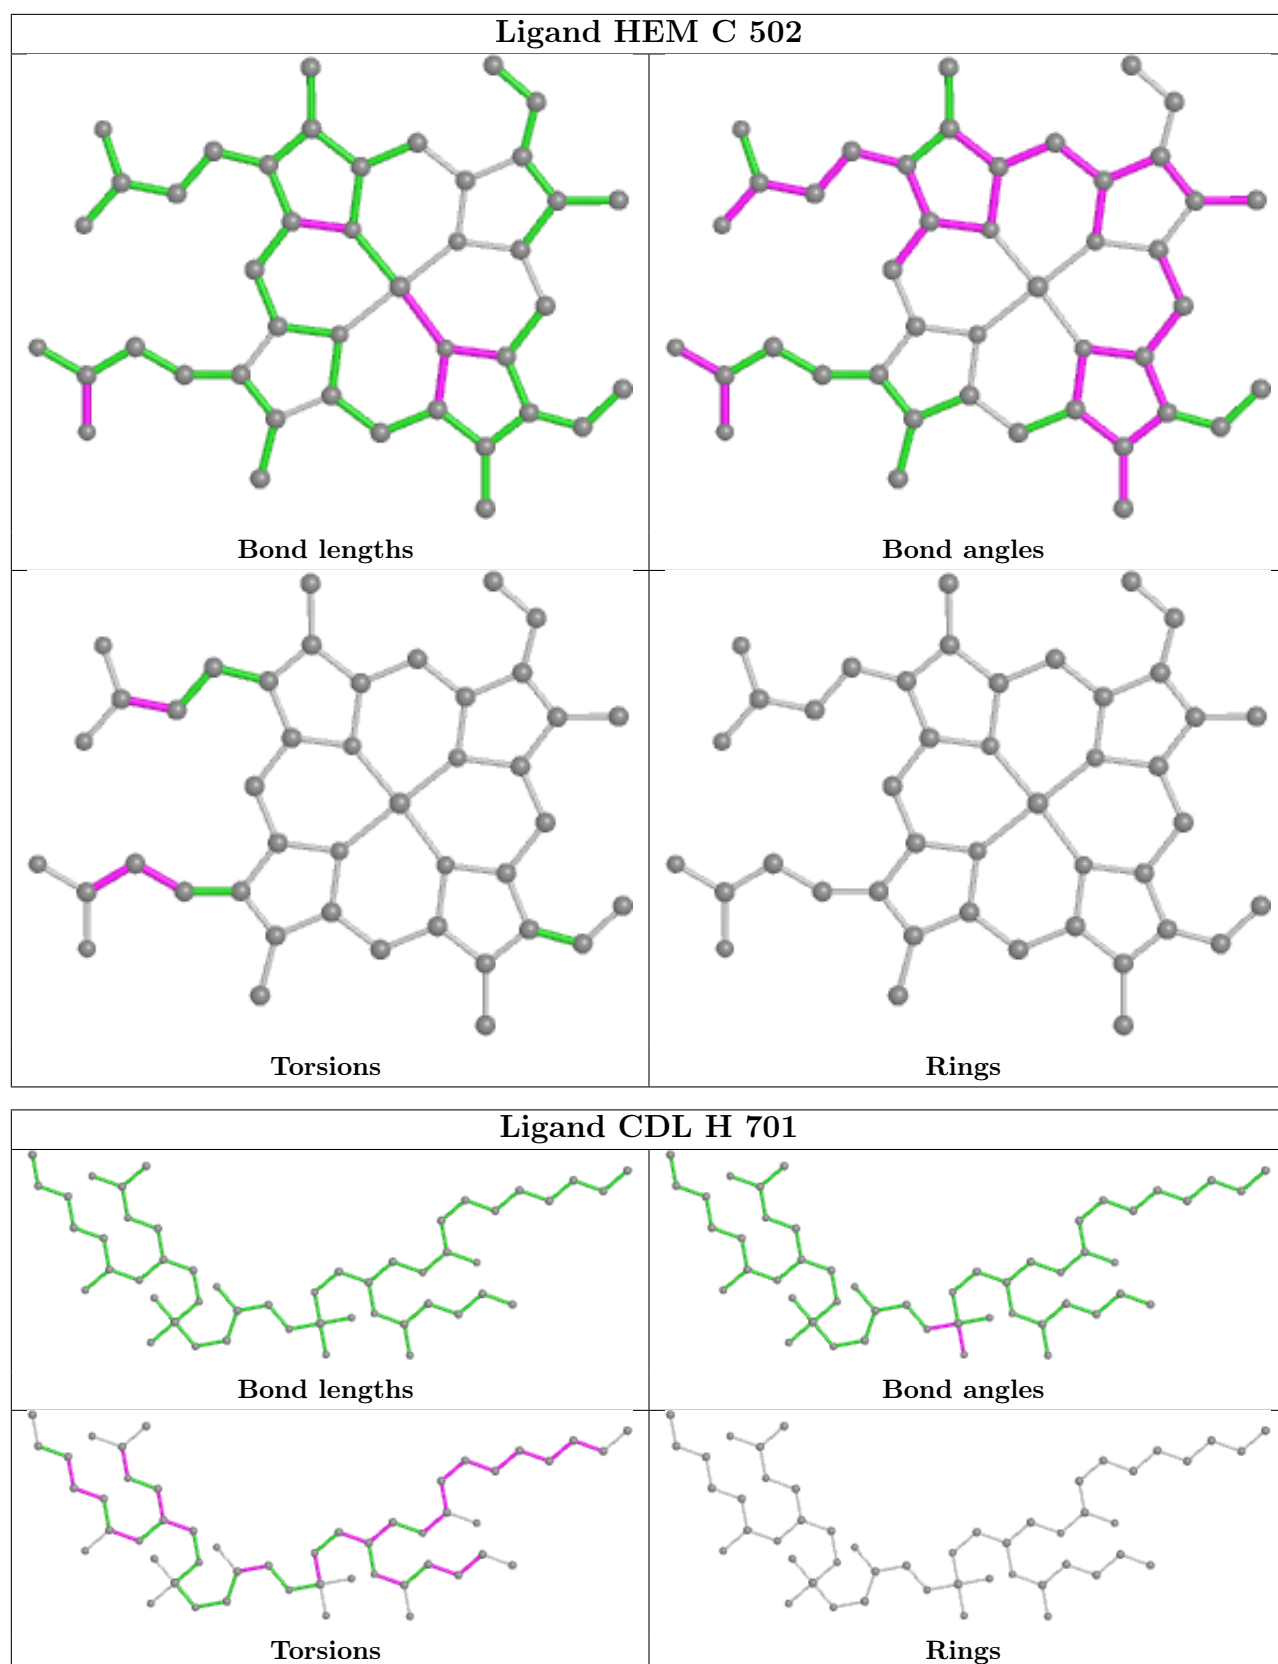 Ligand HEM C 502
Bond lengths
Bond angles
Torsions
Rings
Ligand CDL H 701
Bond lengths
Bond angles
Torsions
Rings